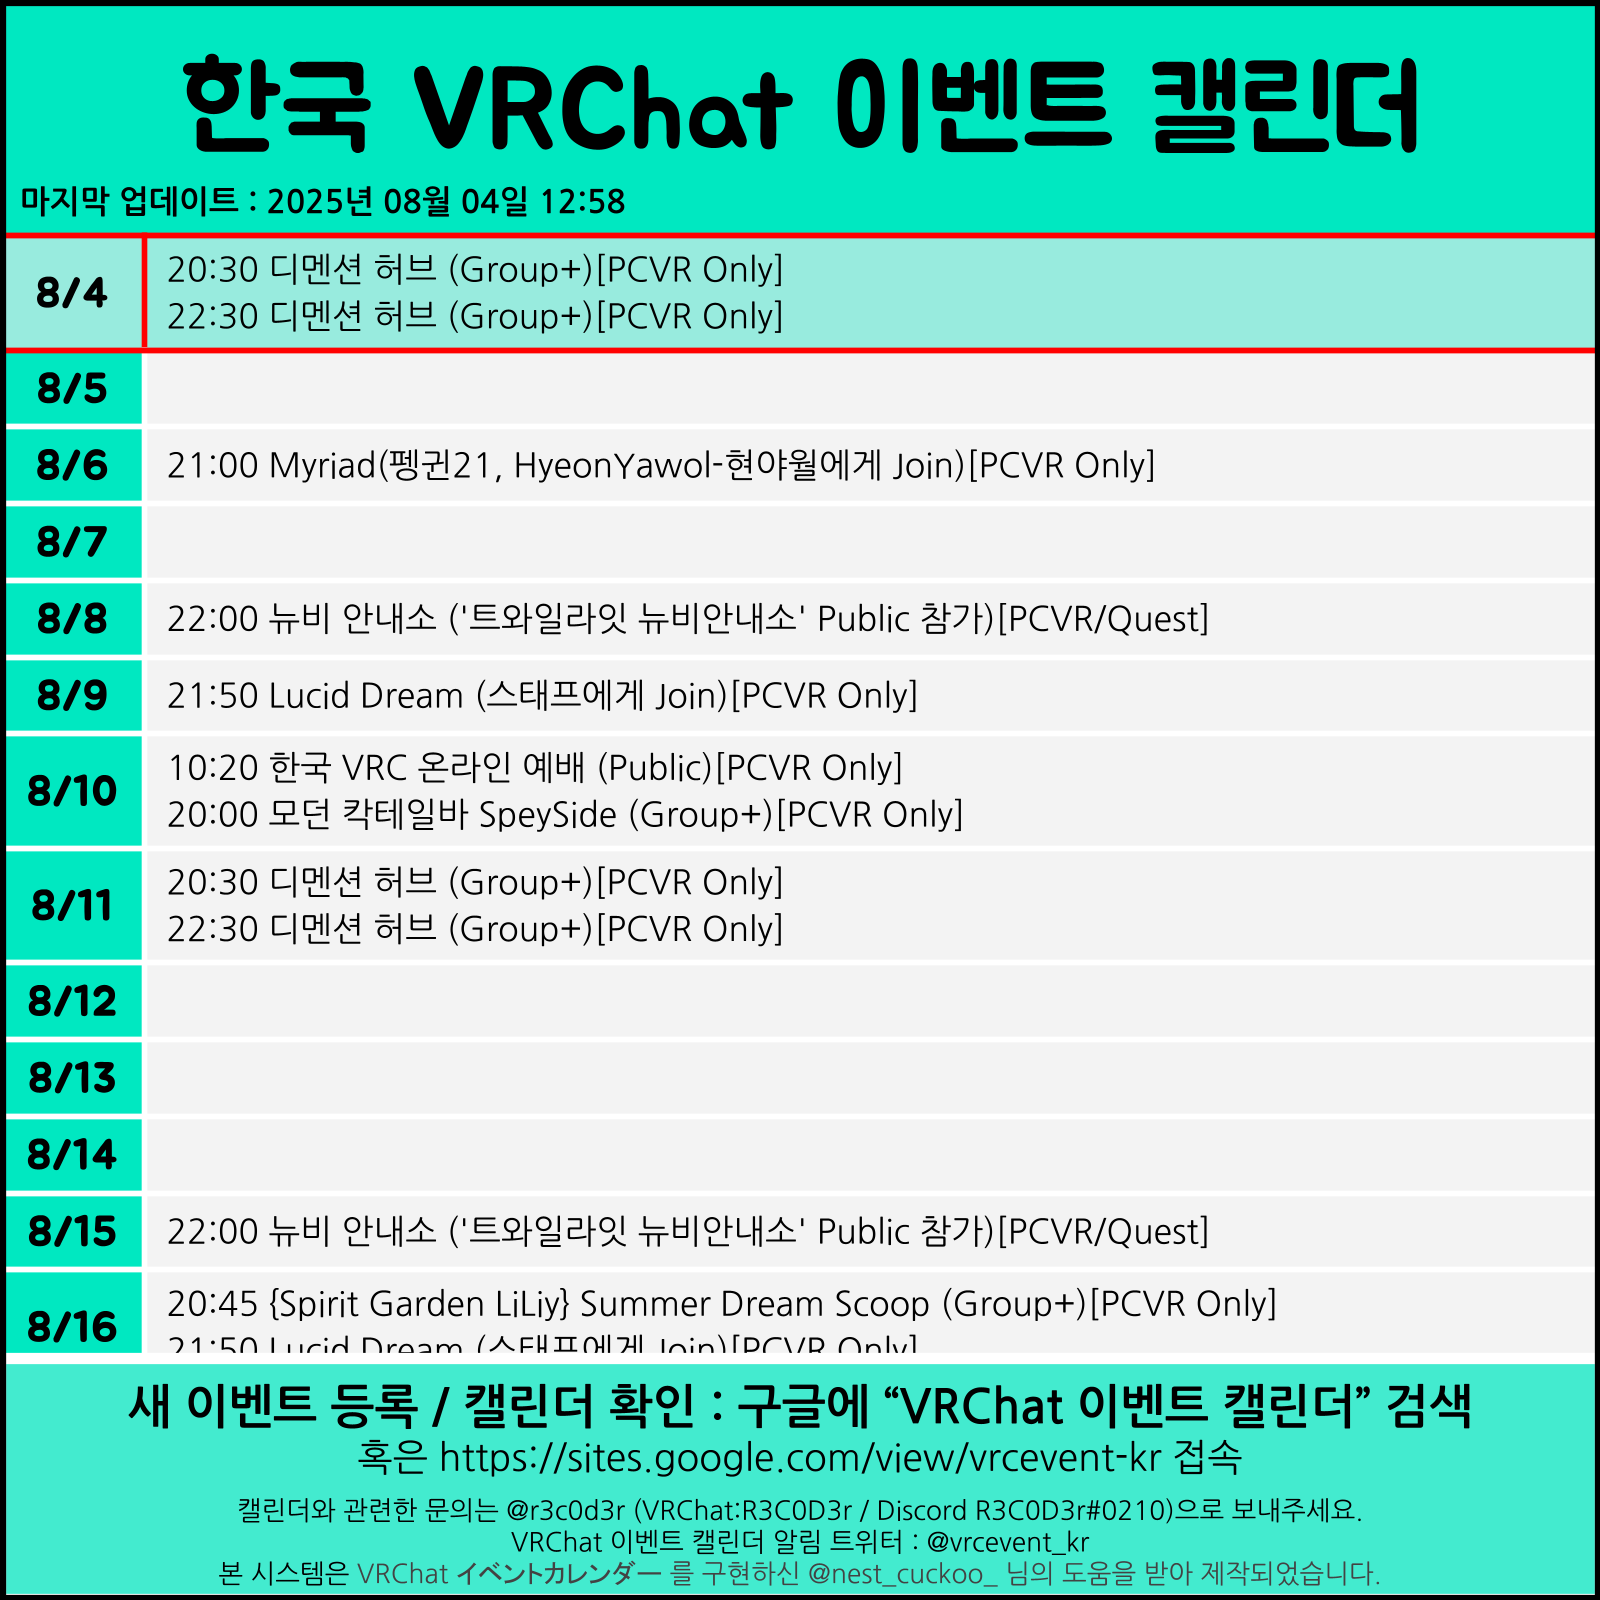 한국 VRChat 이벤트 캘린더
마지막 업데이트 : 2025년 08월 04일 12:58
8/4
20:30 디멘션 허브 (Group+)[PCVR Only]
22:30 디멘션 허브 (Group+)[PCVR Only]
8/5
8/6
21:00 Myriad(펭귄21, HyeonYawol-현야월에게 Join)[PCVR Only]
8/7
8/8
22:00 뉴비 안내소 ('트와일라잇 뉴비안내소' Public 참가)[PCVR/Quest]
8/9
21:50 Lucid Dream (스태프에게 Join)[PCVR Only]
8/10
10:20 한국 VRC 온라인 예배 (Public)[PCVR Only]
20:00 모던 칵테일바 SpeySide (Group+)[PCVR Only]
8/11
20:30 디멘션 허브 (Group+)[PCVR Only]
22:30 디멘션 허브 (Group+)[PCVR Only]
8/12
8/13
8/14
8/15
22:00 뉴비 안내소 ('트와일라잇 뉴비안내소' Public 참가)[PCVR/Quest]
8/16
20:45 {Spirit Garden LiLiy} Summer Dream Scoop (Group+)[PCVR Only]
21:50 Lucid Dream (스태프에게 Join)[PCVR Only]
새 이벤트 등록 / 캘린더 확인 : 구글에 “VRChat 이벤트 캘린더” 검색
혹은 https://sites.google.com/view/vrcevent-kr 접속
캘린더와 관련한 문의는 @r3c0d3r (VRChat:R3C0D3r / Discord R3C0D3r#0210)으로 보내주세요.
VRChat 이벤트 캘린더 알림 트위터 : @vrcevent_kr
본 시스템은 VRChat イベントカレンダー 를 구현하신 @nest_cuckoo_ 님의 도움을 받아 제작되었습니다.